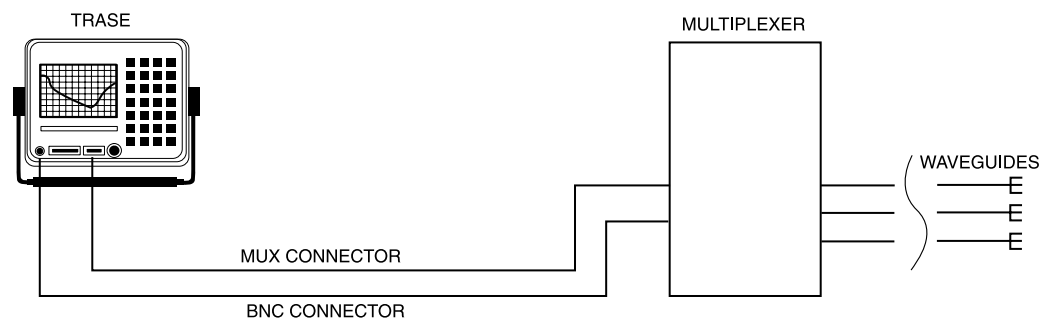 TRASE
MULTIPLEXER
WAVEGUIDES
MUX CONNECTOR
BNC CONNECTOR